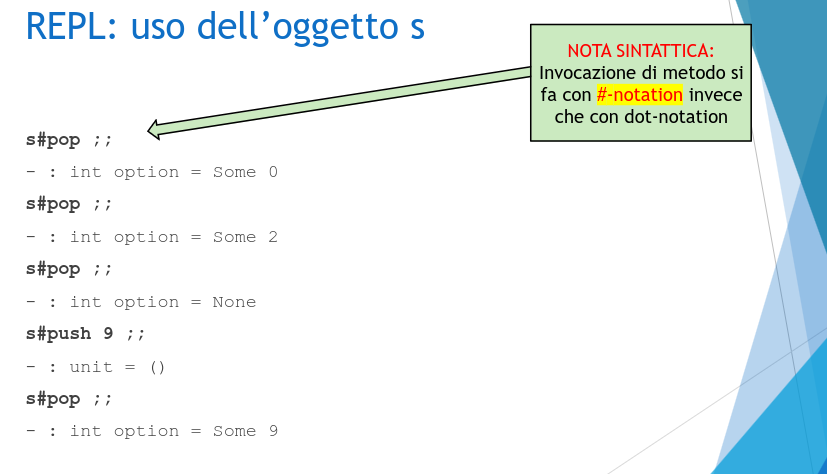 REPL: uso dell’oggetto s
NOTA SINTATTICA:
Invocazione di metodo si
fa con #-notation invece
che con dot-notation
s#pop ;;
- : int option = Some 0
s#pop ;;
- : int option = Some 2
s#pop ;;
- : int option = None
s#push 9 ;;
- : unit = ()
s#pop ;;
- : int option = Some 9